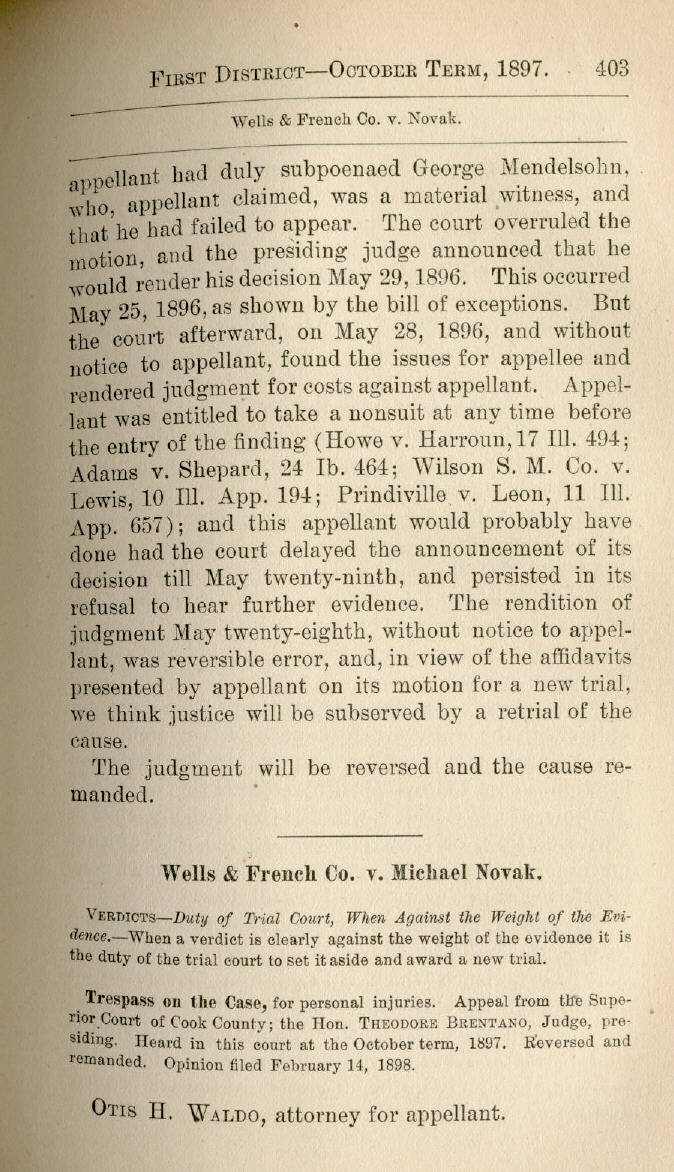 First District—October Term, 1897. 403
Wells & French Co. v. Novak.
appellant had duly subpoenaed George Mendelsohn,
who, appellant claimed, was a material witness, and
that he had failed to appear. The court overruled the
motion, and the presiding judge announced that he
would render his decision May 29, 1896. This occurred
May 25, 1896, as shown by the bill of exceptions. But
the court afterward, on May 28, 1896, and without
notice to appellant, found the issues for appellee and
rendered judgment for costs against appellant. Appel-
lant was entitled to take a nonsuit at any time before
the entry of the finding (Howe v. Harroun, 17 Ill. 494;
Adams v. Shepard, 24 Ib. 464; Wilson S. M. Co. v.
Lewis, 10 Ill. App. 194; Prindiville v. Leon, 11 Ill.
App. 657); and this appellant would probably have
done had the court delayed the announcement of its
decision till May twenty-ninth, and persisted in its
refusal to hear further evidence. The rendition of
judgment May twenty-eighth, without notice to appel-
lant, was reversible error, and, in view of the affidavits
presented by appellant on its motion for a new trial,
we think justice will be subserved by a retrial of the
cause.
The judgment will be reversed and the cause re-
manded.
Wells & French Co. v. Michael Novak.
Verdicts—Duty of Trial Court, When Against the Weight of the Evi-
dence.—When a verdict is clearly against the weight of the evidence it is
the duty of the trial court to set it aside and award a new trial.
Trespass on the Case, for personal injuries. Appeal from the Supe-
rior Court of Cook County; the Hon. Theodore Brentano, Judge, pre-
siding. Heard in this court at the October term, 1897. Reversed and
remanded. Opinion filed February 14, 1898.
Otis H. Waldo, attorney for appellant.